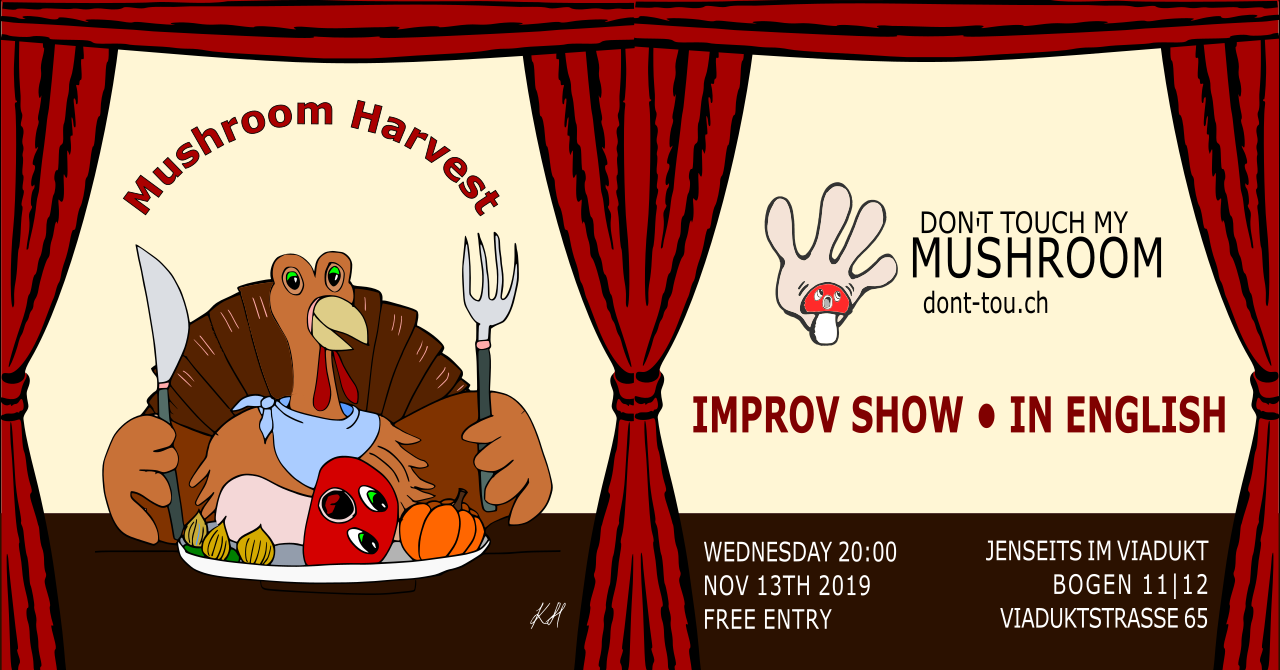 Mushroom Harvest
KH
DON'T TOUCH MY
MUSHROOM
dont-tou.ch
IMPROV SHOW • IN ENGLISH
WEDNESDAY 20:00
NOV 13TH 2019
FREE ENTRY
JENSEITS IM VIADUKT
BOGEN 11|12
VIADUKTSTRASSE 65